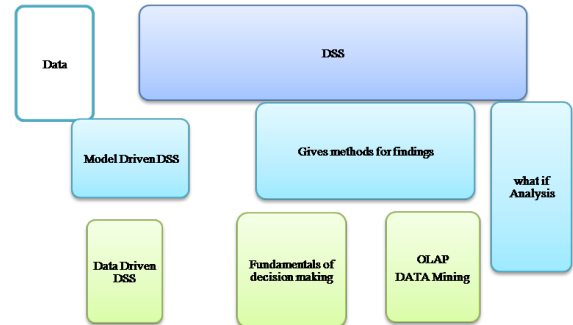 Data
DSS
Model Driven DSS
Gives methods for findings
what if
Analysis
Data Driven
DSS
Fundamentals of
decision making
OLAP
DATA Mining